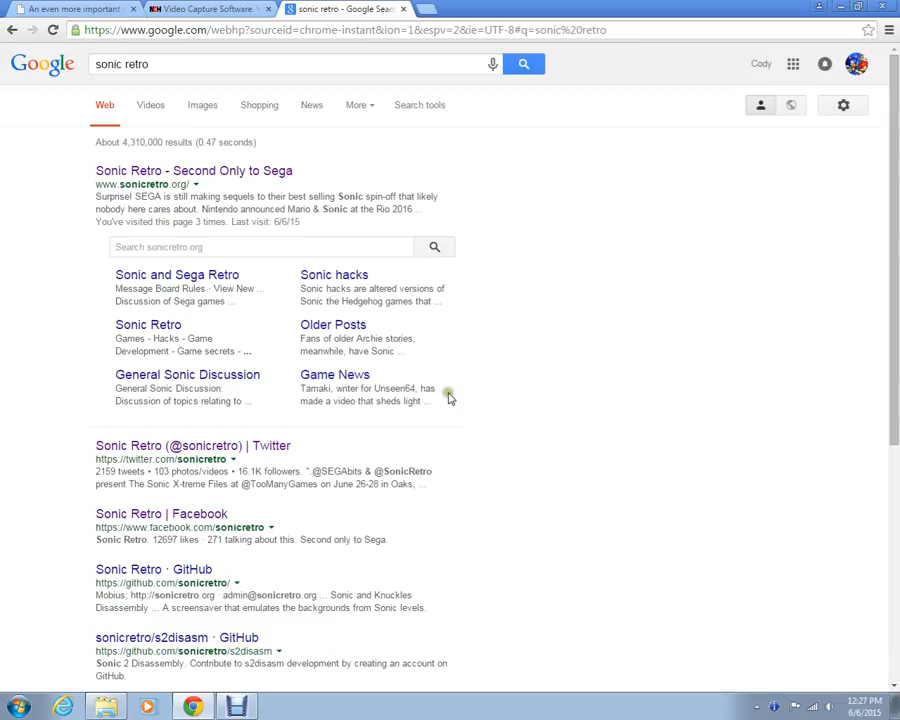 An even more important m
Video Capture Software. V
sonic retro - Google Sear
https://www.google.com/webhp?sourceid=chrome-instant&ion=1&espv=2&ie=UTF-8#q=sonic%20retro
Google
sonic retro
Cody
Web Videos Images Shopping News More Search tools
About 4,310,000 results (0.47 seconds)
Sonic Retro - Second Only to Sega
www.sonicretro.org/
Surprise! SEGA is still making sequels to their best selling Sonic spin-off that likely
nobody here cares about. Nintendo announced Mario & Sonic at the Rio 2016 ...
You've visited this page 3 times. Last visit: 6/6/15
Search sonicretro.org
Sonic and Sega Retro
Message Board Rules · View New ...
Discussion of Sega games ...
Sonic hacks
Sonic hacks are altered versions of
Sonic the Hedgehog games that ...
Sonic Retro
Games - Hacks - Game
Development - Game secrets - ...
Older Posts
Fans of older Archie stories,
meanwhile, have Sonic ...
General Sonic Discussion
General Sonic Discussion:
Discussion of topics relating to ...
Game News
Tamaki, writer for Unseen64, has
made a video that sheds light ...
Sonic Retro (@sonicretro) | Twitter
https://twitter.com/sonicretro
2159 tweets • 103 photos/videos • 16.1K followers. ".@SEGAbits & @SonicRetro
present The Sonic X-treme Files at @TooManyGames on June 26-28 in Oaks, ...
Sonic Retro | Facebook
https://www.facebook.com/sonicretro
Sonic Retro. 12697 likes · 271 talking about this. Second only to Sega.
Sonic Retro · GitHub
https://github.com/sonicretro/
Mobius; http://sonicretro.org · admin@sonicretro.org ... Sonic and Knuckles
Disassembly ... A screensaver that emulates the backgrounds from Sonic levels.
sonicretro/s2disasm · GitHub
https://github.com/sonicretro/s2disasm
Sonic 2 Disassembly. Contribute to s2disasm development by creating an account on
GitHub.
12:27 PM
6/6/2015